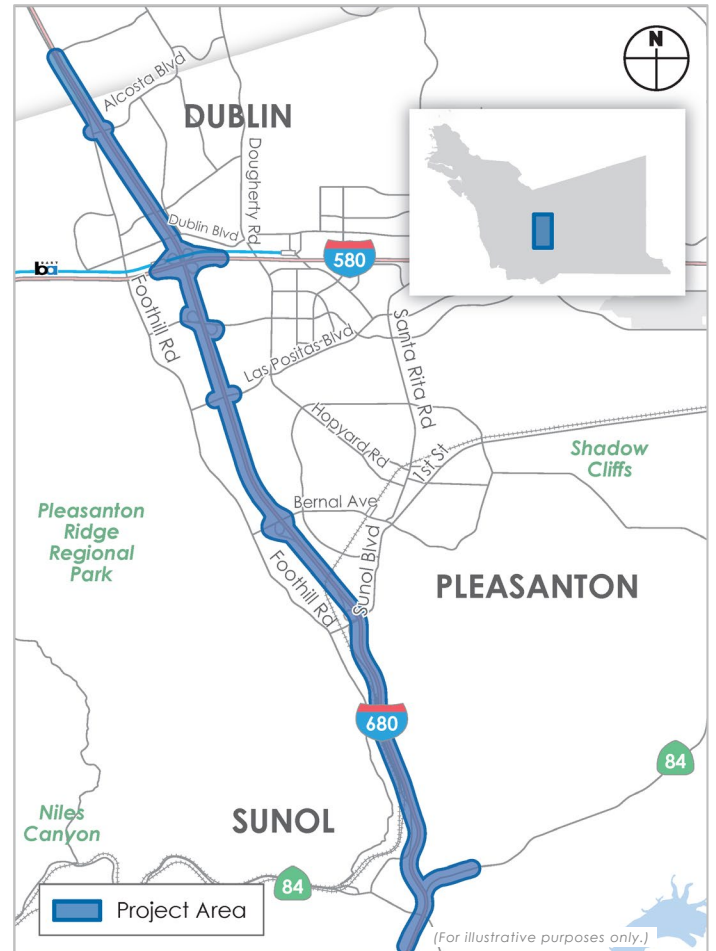 N
Alcosta Blvd
DUBLIN
Dougherty Rd
Dublin Blvd
580
ba
Foothill Rd
Las Positas Blvd
Santa Rita Rd
Hopyard Rd
1st St
Shadow
Cliffs
Bernal Ave
Pleasanton
Ridge
Regional
Park
Sunol Blvd
Foothill Rd
PLEASANTON
680
84
Niles
Canyon
SUNOL
84
Project Area
(For illustrative purposes only.)